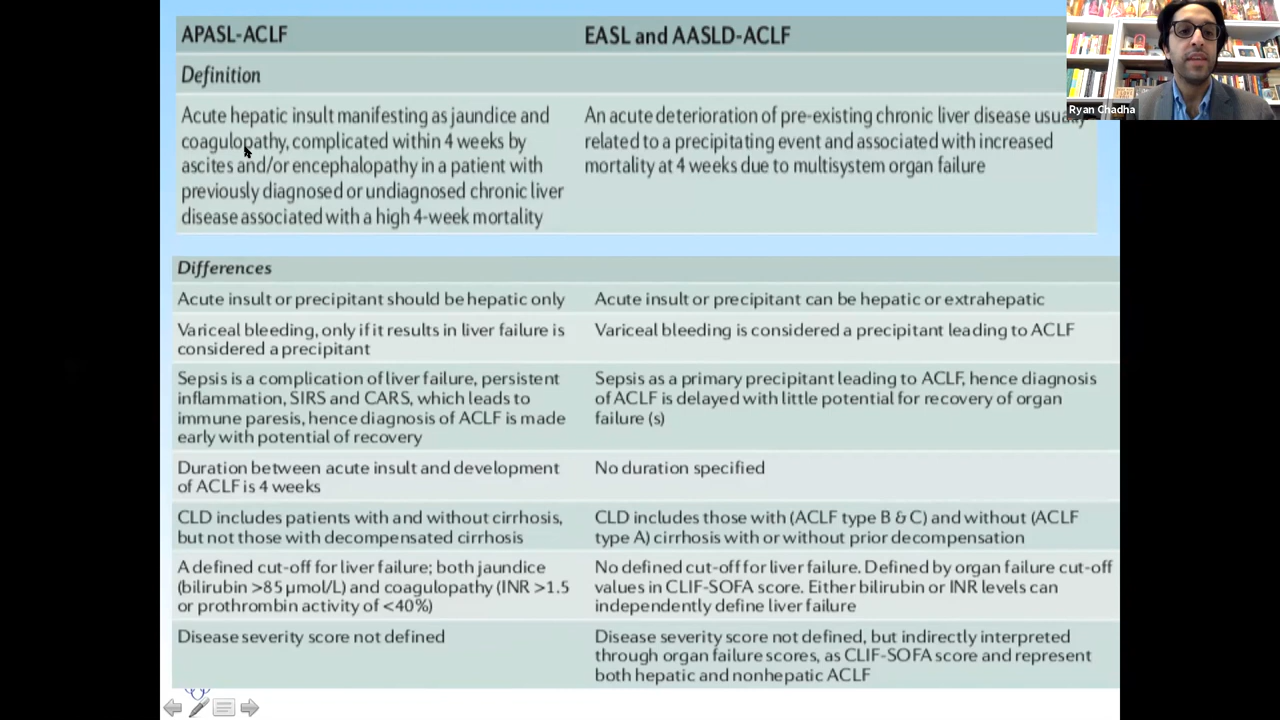 APASL-ACLF
EASL and AASLD-ACLF
Ryan Chadha
Definition
Acute hepatic insult manifesting as jaundice and
coagulopathy, complicated within 4 weeks by
ascites and/or encephalopathy in a patient with
previously diagnosed or undiagnosed chronic liver
disease associated with a high 4-week mortality
An acute deterioration of pre-existing chronic liver disease usually
related to a precipitating event and associated with increased
mortality at 4 weeks due to multisystem organ failure
Differences
Acute insult or precipitant should be hepatic only
Acute insult or precipitant can be hepatic or extrahepatic
Variceal bleeding, only if it results in liver failure is
considered a precipitant
Variceal bleeding is considered a precipitant leading to ACLF
Sepsis is a complication of liver failure, persistent
inflammation, SIRS and CARS, which leads to
immune paresis, hence diagnosis of ACLF is made
early with potential of recovery
Sepsis as a primary precipitant leading to ACLF, hence diagnosis
of ACLF is delayed with little potential for recovery of organ
failure (s)
Duration between acute insult and development
of ACLF is 4 weeks
No duration specified
CLD includes patients with and without cirrhosis,
but not those with decompensated cirrhosis
CLD includes those with (ACLF type B & C) and without (ACLF
type A) cirrhosis with or without prior decompensation
A defined cut-off for liver failure; both jaundice
(bilirubin >85 μmol/L) and coagulopathy (INR >1.5
or prothrombin activity of <40%)
No defined cut-off for liver failure. Defined by organ failure cut-off
values in CLIF-SOFA score. Either bilirubin or INR levels can
independently define liver failure
Disease severity score not defined
Disease severity score not defined, but indirectly interpreted
through organ failure scores, as CLIF-SOFA score and represent
both hepatic and nonhepatic ACLF